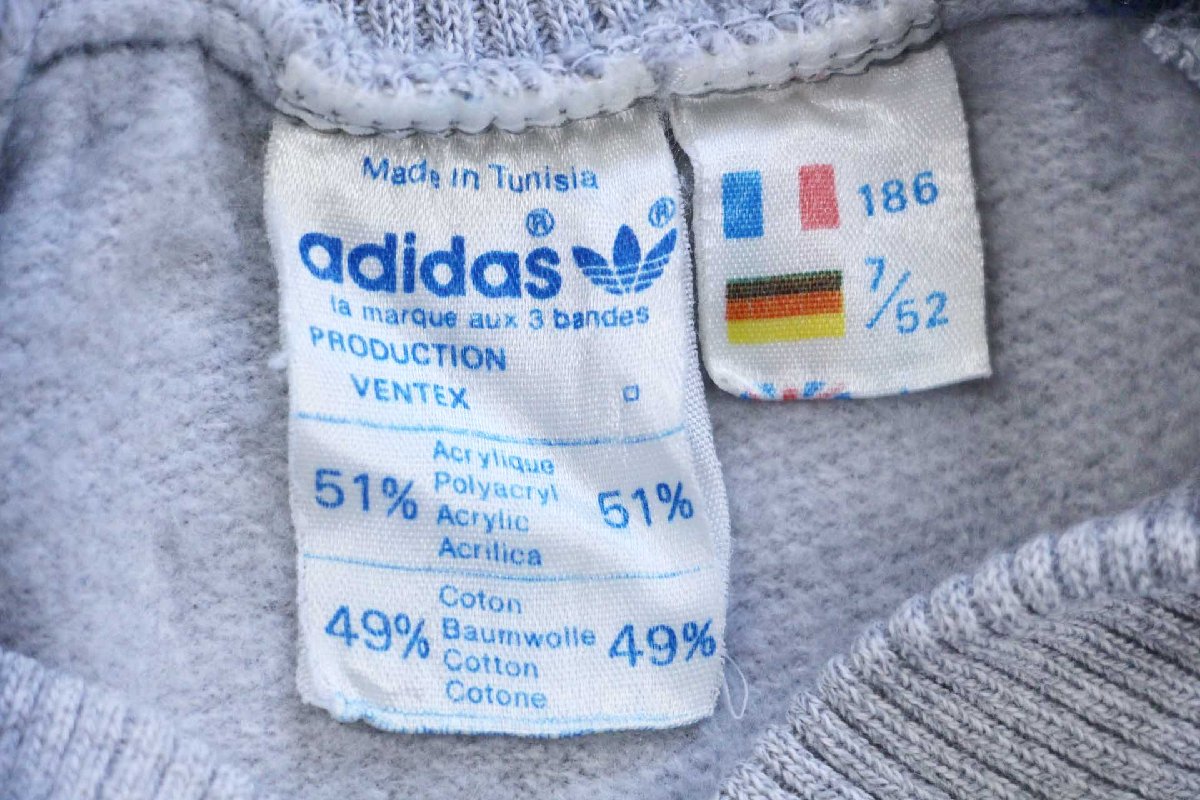 Made in Tunisia
adidas® ®
la marque aux 3 bandes
PRODUCTION
VENTEX
51% Acrylique 51%
Polyacryl
Acrylic
Acrilica
49% Coton 49%
Baumwolle
Cotton
Cotone
186
7/52